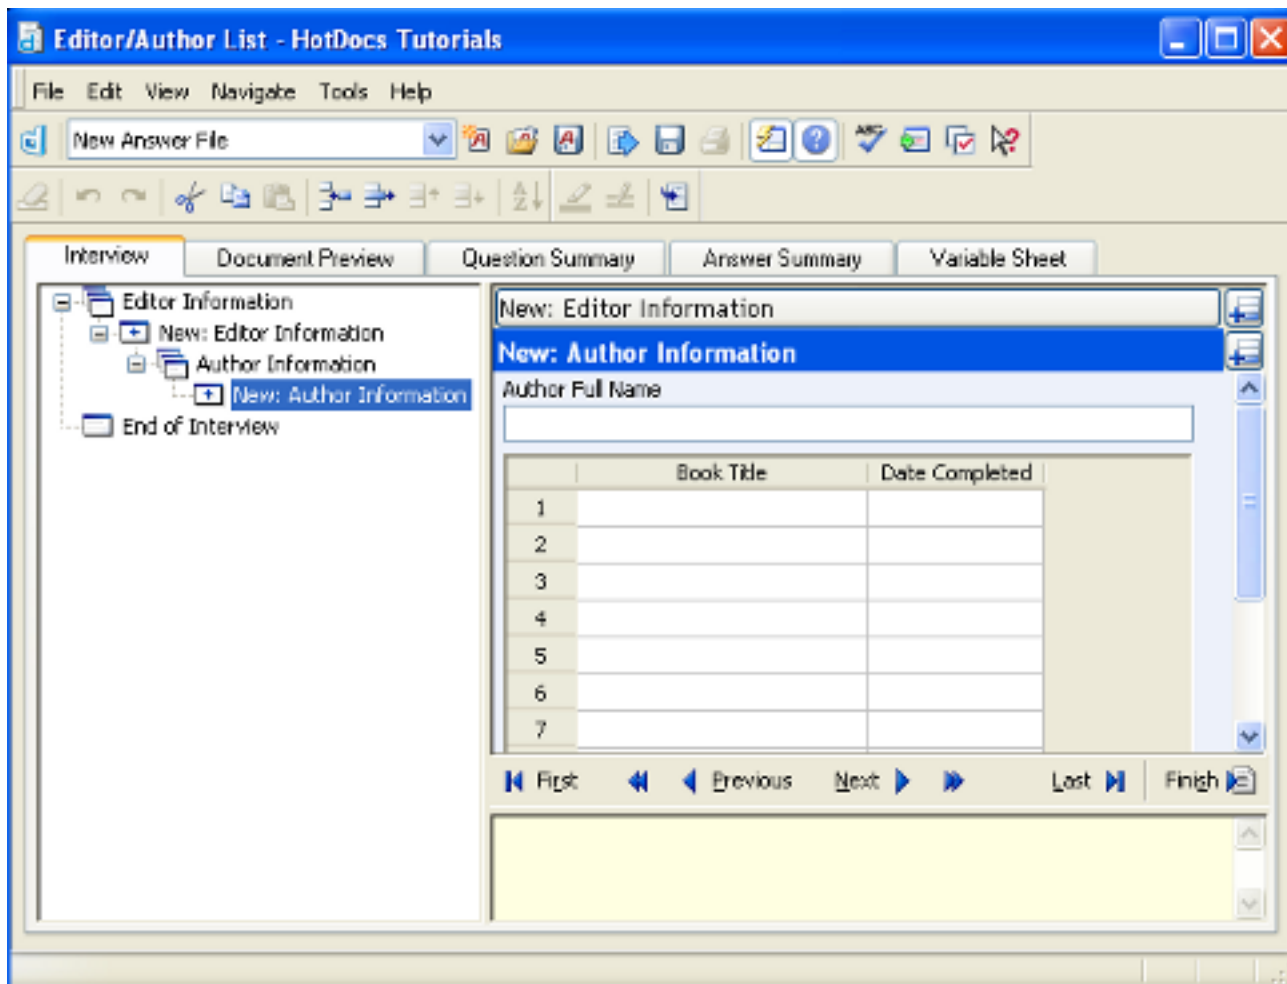 Editor/Author List - HotDocs Tutorials
File Edit View Navigate Tools Help
New Answer File
Interview Document Preview Question Summary Answer Summary Variable Sheet
Editor Information
New: Editor Information
Author Information
New: Author Information
End of Interview
New: Editor Information
New: Author Information
Author Full Name
Book Title Date Completed
1
2
3
4
5
6
7
First Previous Next Last Finish